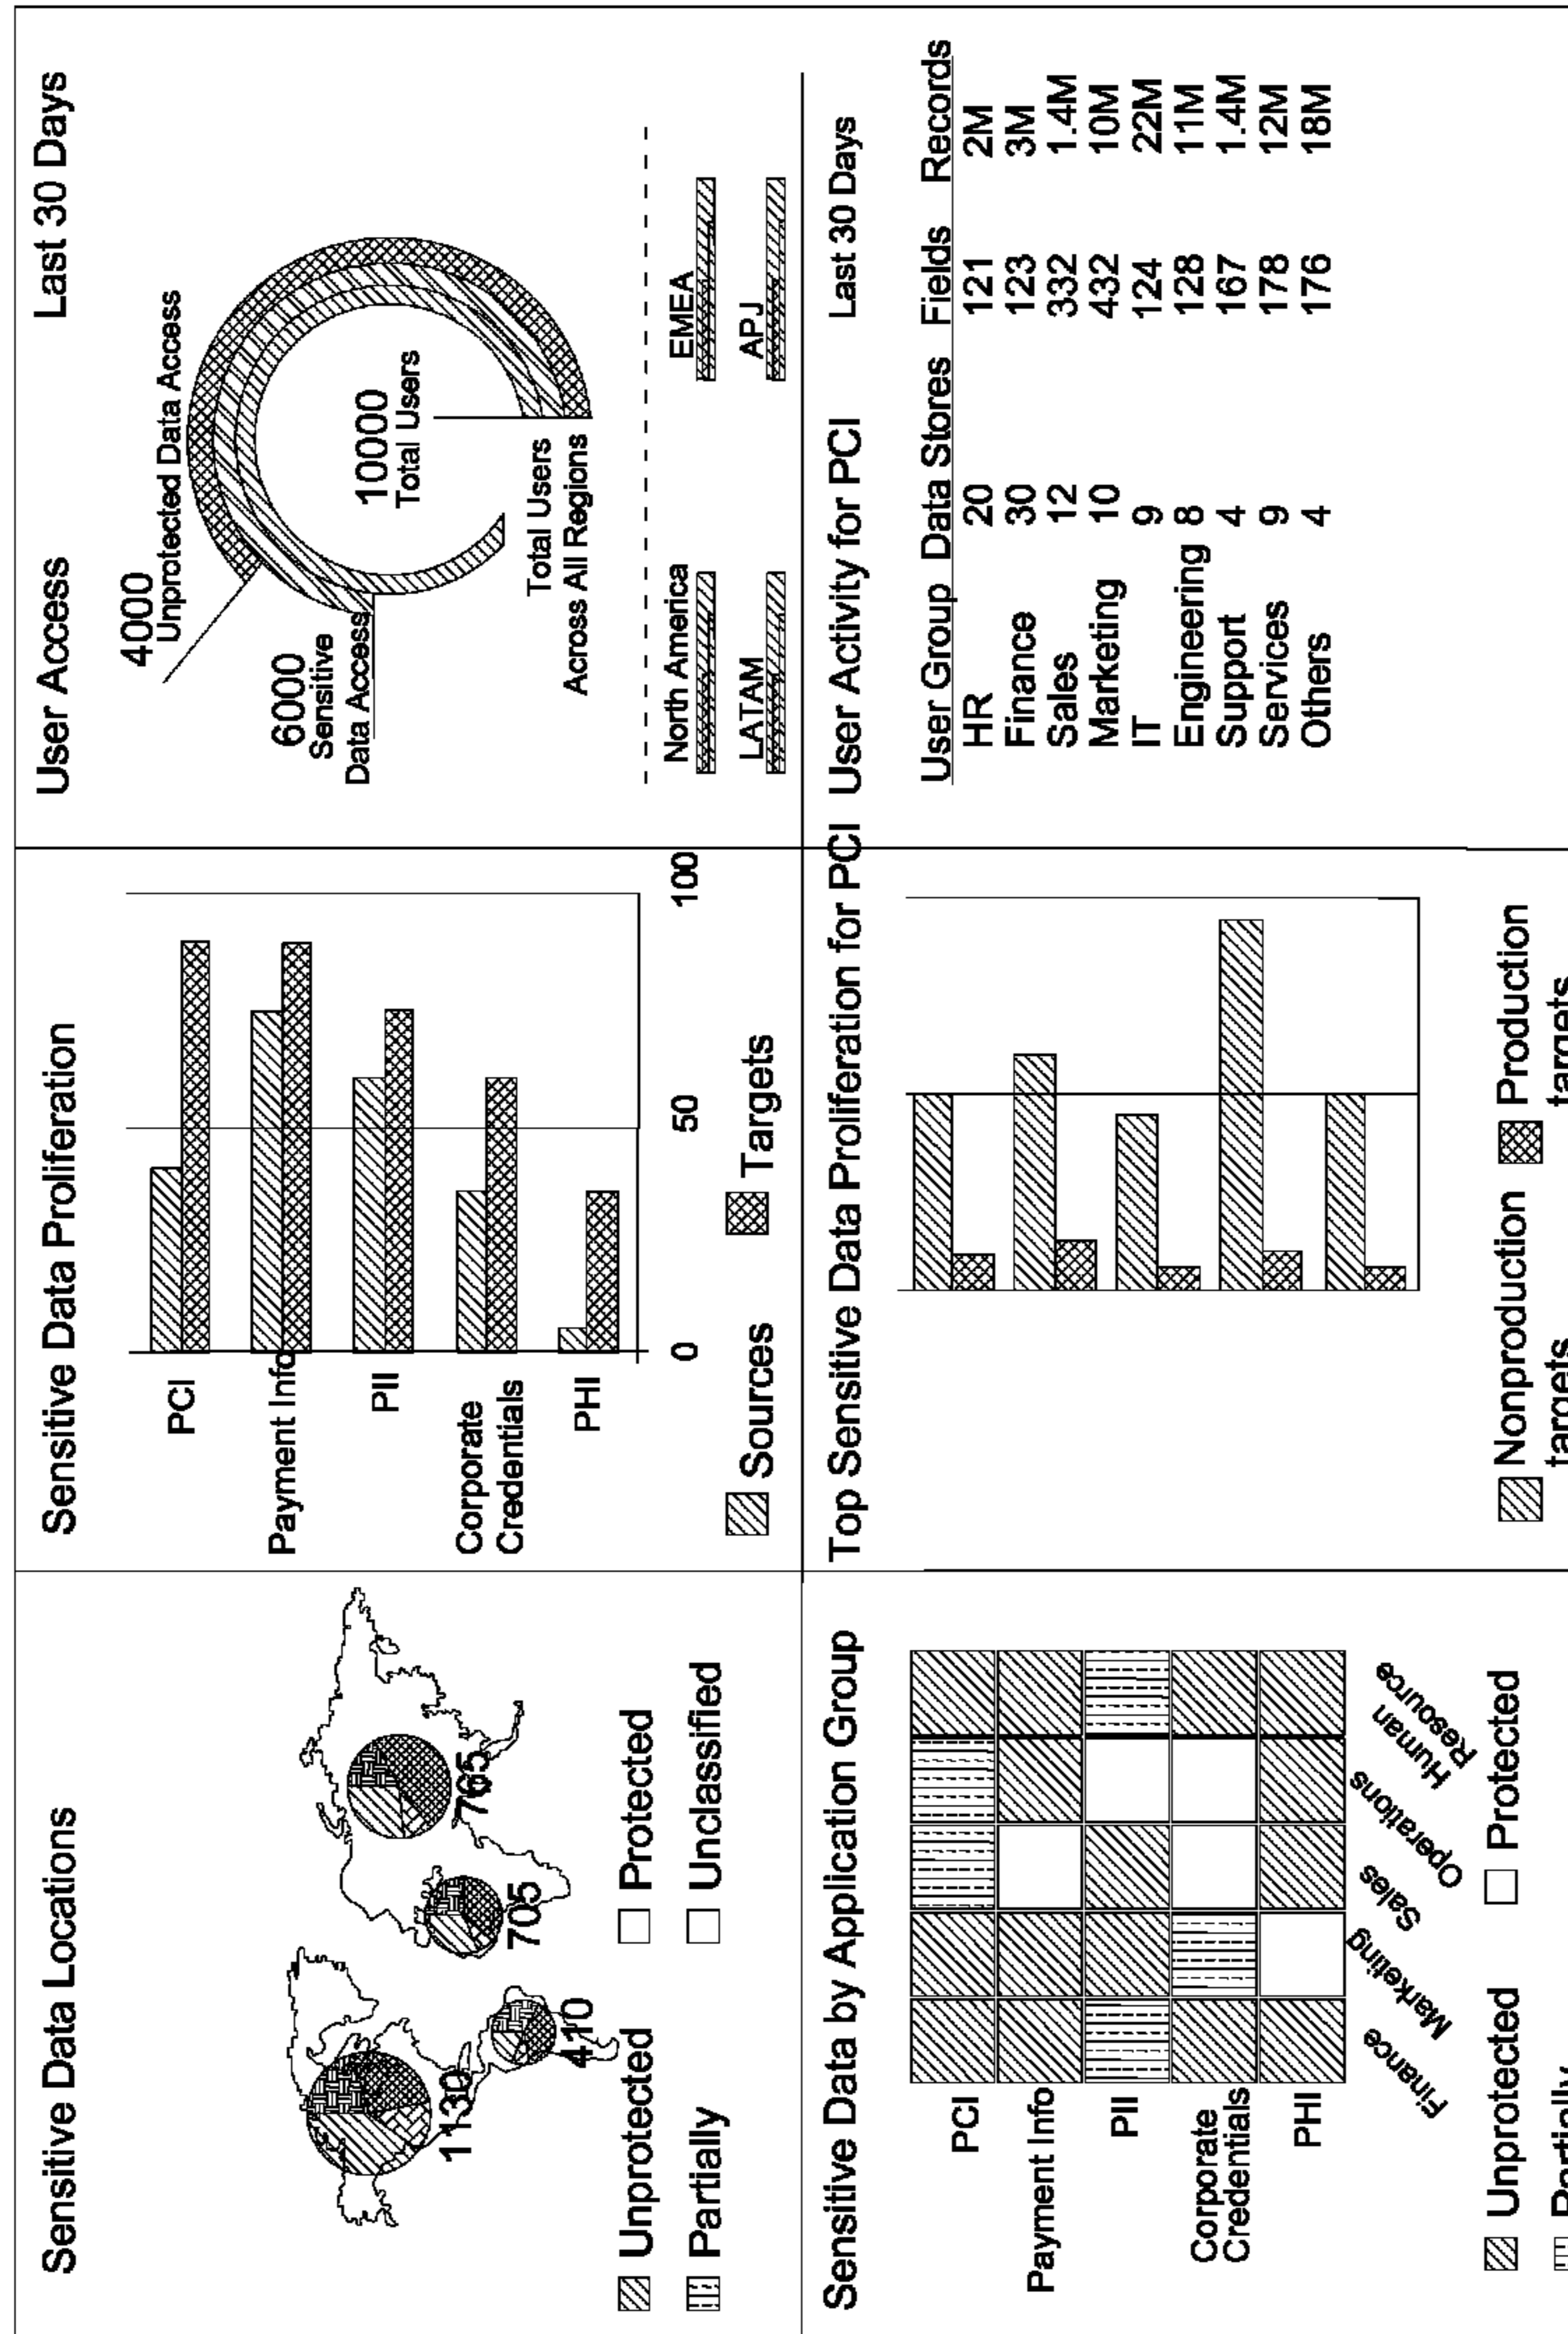 Sensitive Data Locations
1130
410
705
765
Unprotected
Protected
Partially
Unclassified
Sensitive Data Proliferation
PCI
Payment Info
PII
Corporate
Credentials
PHI
0
50
100
Sources
Targets
User Access
Last 30 Days
4000
Unprotected Data Access
6000
Sensitive
Data Access
10000
Total Users
Total Users
Across All Regions
North America
EMEA
LATAM
APJ
Sensitive Data by Application Group
PCI
Payment Info
PII
Corporate
Credentials
PHI
Finance
Marketing
Sales
Operations
Human
Resource
Unprotected
Protected
Partially
Top Sensitive Data Proliferation for PCI
Nonproduction
targets
Production
targets
User Activity for PCI
Last 30 Days
User Group Data Stores Fields Records
HR 20 121 2M
Finance 30 123 3M
Sales 12 332 1.4M
Marketing 10 432 10M
IT 9 124 22M
Engineering 8 128 11M
Support 4 167 1.4M
Services 9 178 12M
Others 4 176 18M